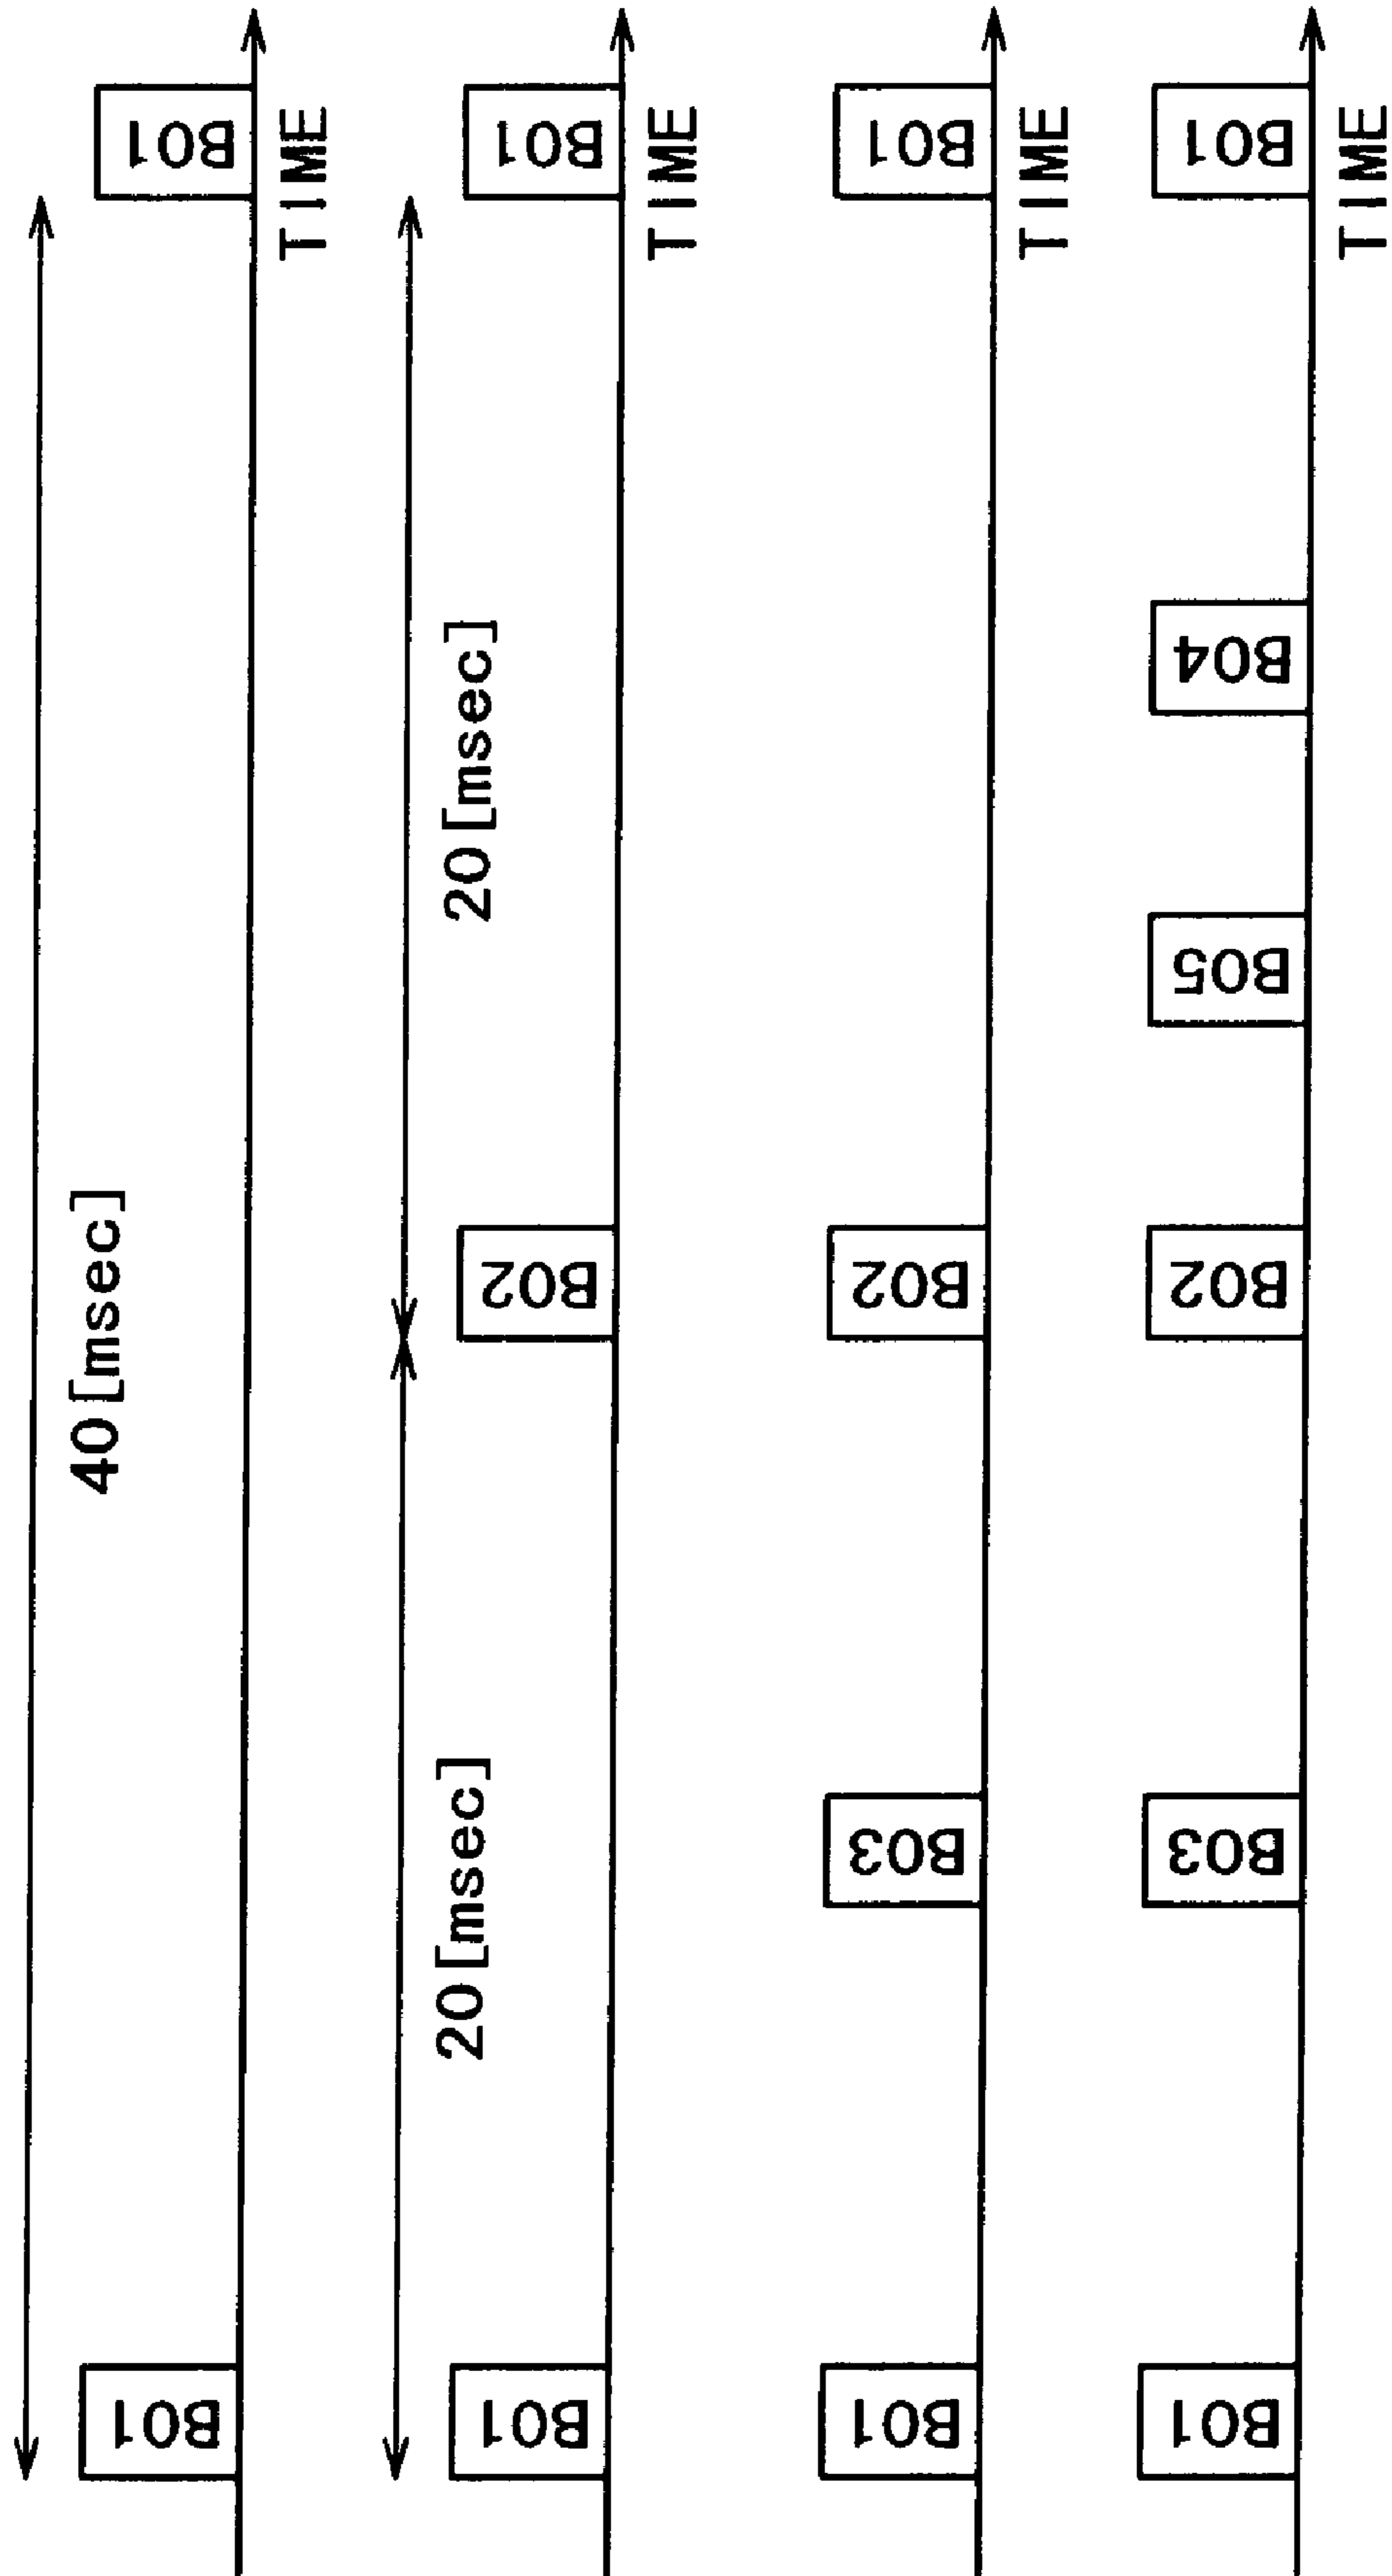 40[msec]
B01 B01
TIME
20[msec] 20[msec]
B01 B02 B01
TIME
B01 B03 B02 B01
TIME
B01 B03 B02 B05 B04 B01
TIME